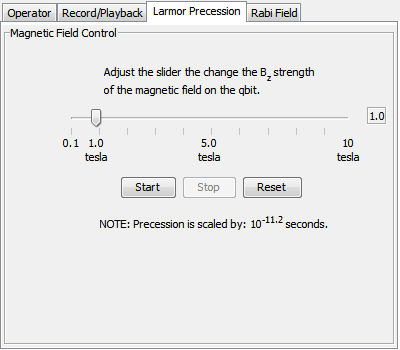 Operator Record/Playback Larmor Precession Rabi Field
Magnetic Field Control
Adjust the slider the change the Bz strength
of the magnetic field on the qbit.
1.0
0.1 1.0 5.0 10
tesla tesla tesla
Start Stop Reset
NOTE: Precession is scaled by: 10^-11.2 seconds.